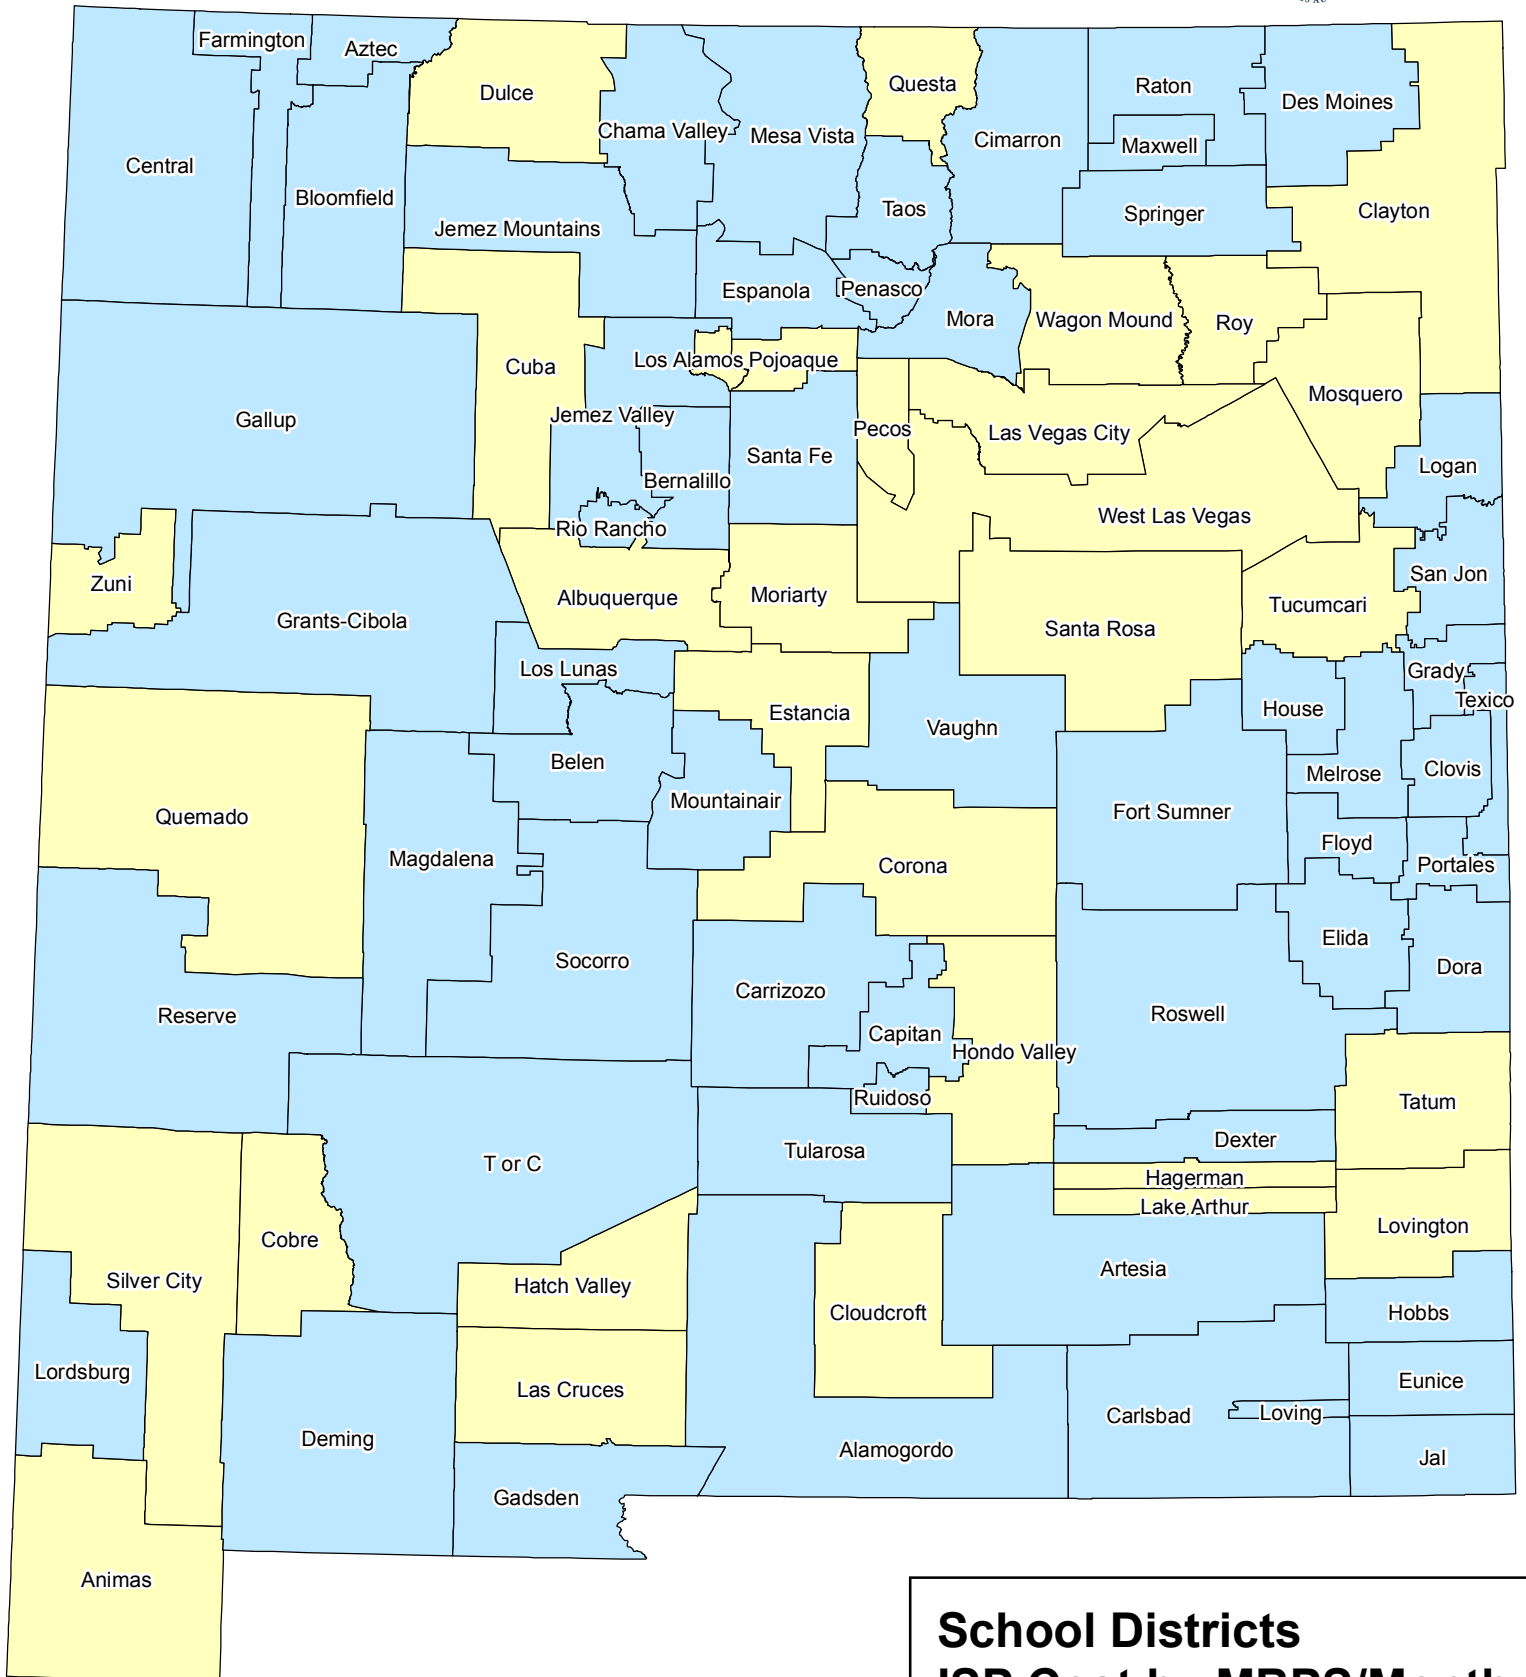 Farmington
Aztec
Dulce
Questa
Raton
Des Moines
Chama Valley
Mesa Vista
Cimarron
Maxwell
Central
Bloomfield
Taos
Springer
Clayton
Jemez Mountains
Espanola
Penasco
Mora
Wagon Mound
Roy
Cuba
Los Alamos
Pojoaque
Mosquero
Gallup
Jemez Valley
Pecos
Las Vegas City
Santa Fe
Logan
Bernalillo
West Las Vegas
Rio Rancho
Zuni
Albuquerque
Moriarty
San Jon
Tucumcari
Grants-Cibola
Santa Rosa
Los Lunas
Grady
Texico
Estancia
House
Vaughn
Belen
Melrose
Clovis
Mountainair
Quemado
Fort Sumner
Magdalena
Corona
Floyd
Portales
Elida
Socorro
Dora
Carrizozo
Reserve
Roswell
Capitan
Hondo Valley
Ruidoso
Tatum
Dexter
T or C
Tularosa
Hagerman
Lake Arthur
Lovington
Cobre
Silver City
Hatch Valley
Artesia
Cloudcroft
Hobbs
Lordsburg
Las Cruces
Eunice
Carlsbad
Loving
Deming
Alamogordo
Jal
Gadsden
Animas
School Districts
ISP Cost by MBPS/Month